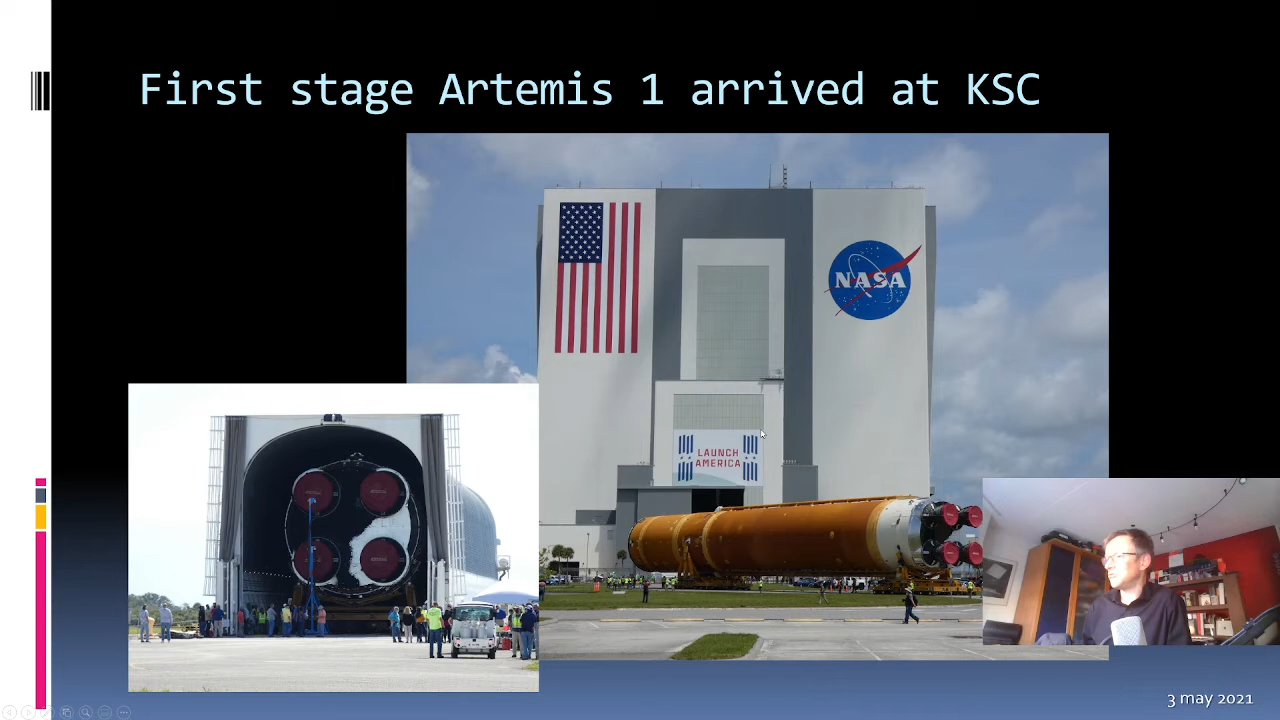 First stage Artemis 1 arrived at KSC
NASA
LAUNCH
AMERICA
3 may 2021